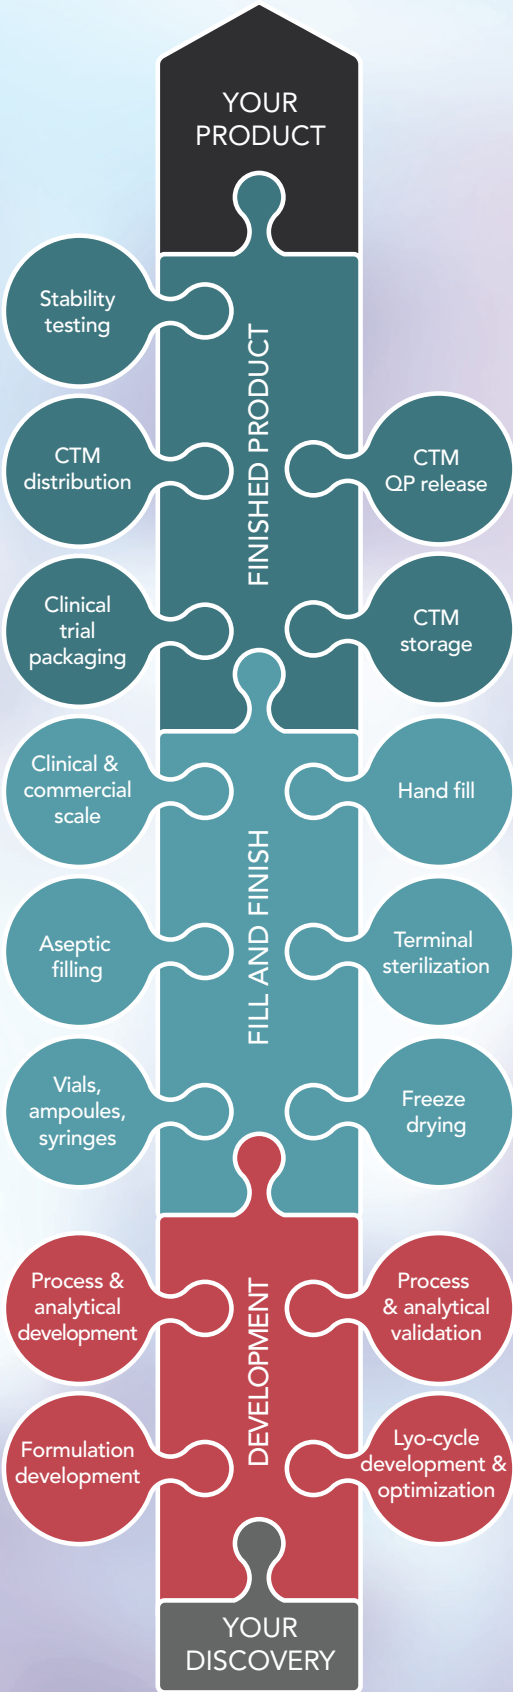 YOUR
PRODUCT
Stability
testing
FINISHED PRODUCT
CTM
distribution
CTM
QP release
Clinical
trial
packaging
CTM
storage
Clinical &
commercial
scale
Hand fill
FILL AND FINISH
Aseptic
filling
Terminal
sterilization
Vials,
ampoules,
syringes
Freeze
drying
Process &
analytical
development
Process
& analytical
validation
DEVELOPMENT
Formulation
development
Lyo-cycle
development &
optimization
YOUR
DISCOVERY